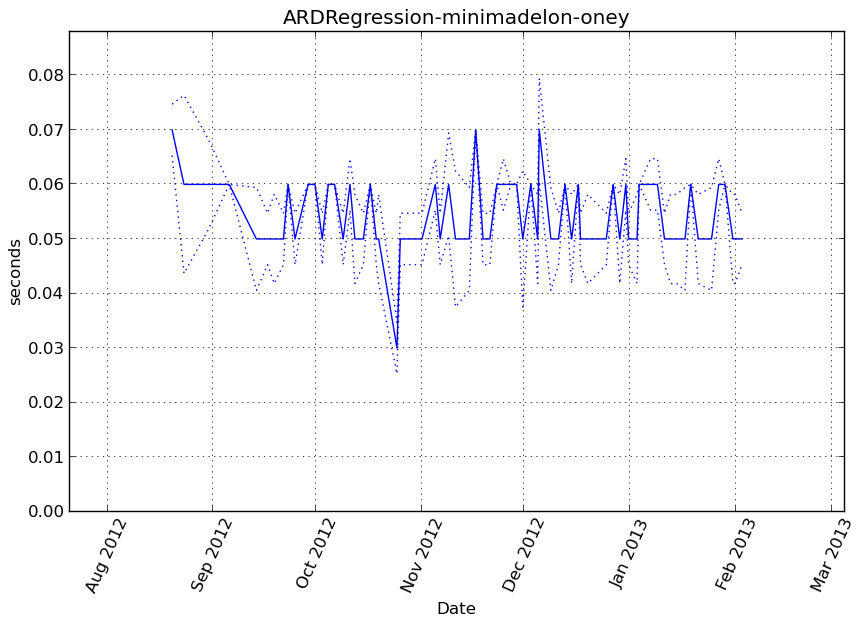 ARDRegression-minimadelon-oney
0.08
0.07
0.06
0.05
0.04
0.03
0.02
0.01
0.00
seconds
Aug 2012
Sep 2012
Oct 2012
Nov 2012
Dec 2012
Jan 2013
Feb 2013
Mar 2013
Date